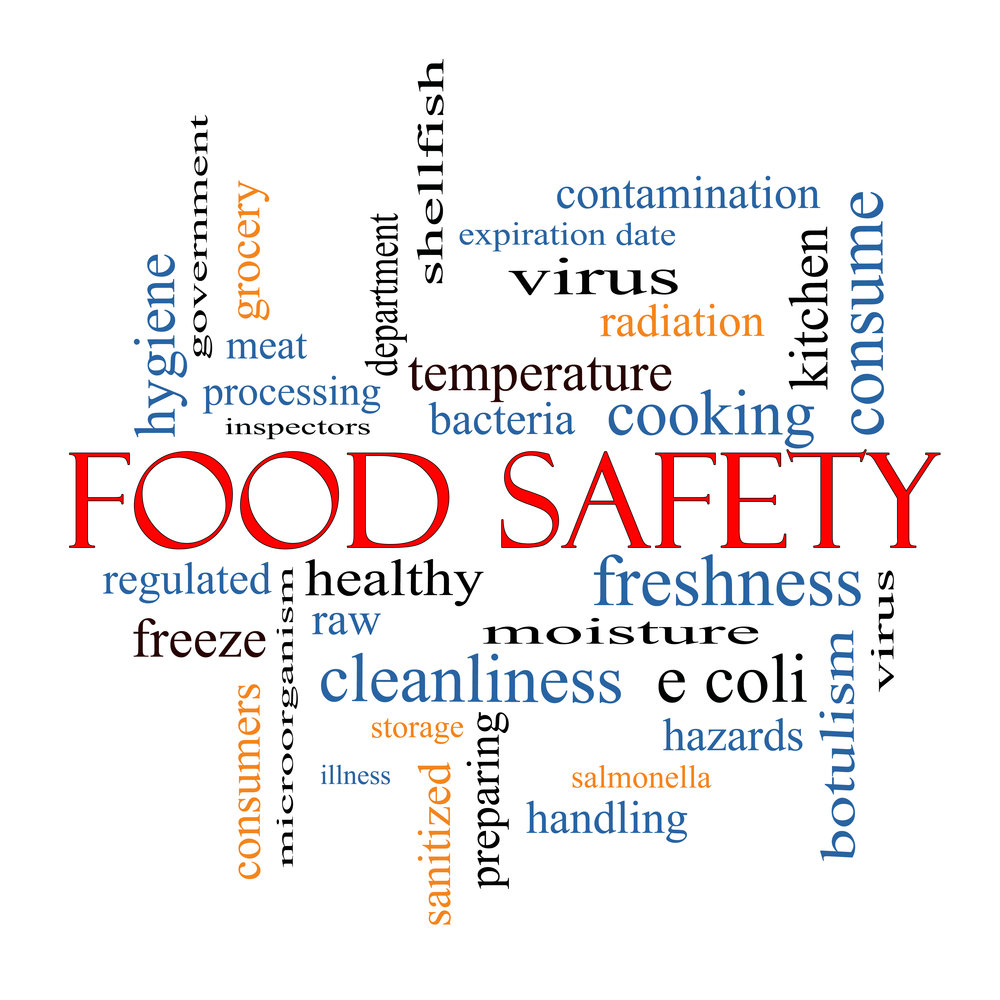 shellfish
government
grocery
contamination
consume
department
expiration date
kitchen
hygiene
virus
radiation
meat
temperature
processing
bacteria
cooking
inspectors
FOOD SAFETY
regulated
healthy
freshness
virus
microorganism
raw
freeze
moisture
botulism
cleanliness
e coli
consumers
storage
preparing
hazards
illness
sanitized
salmonella
handling